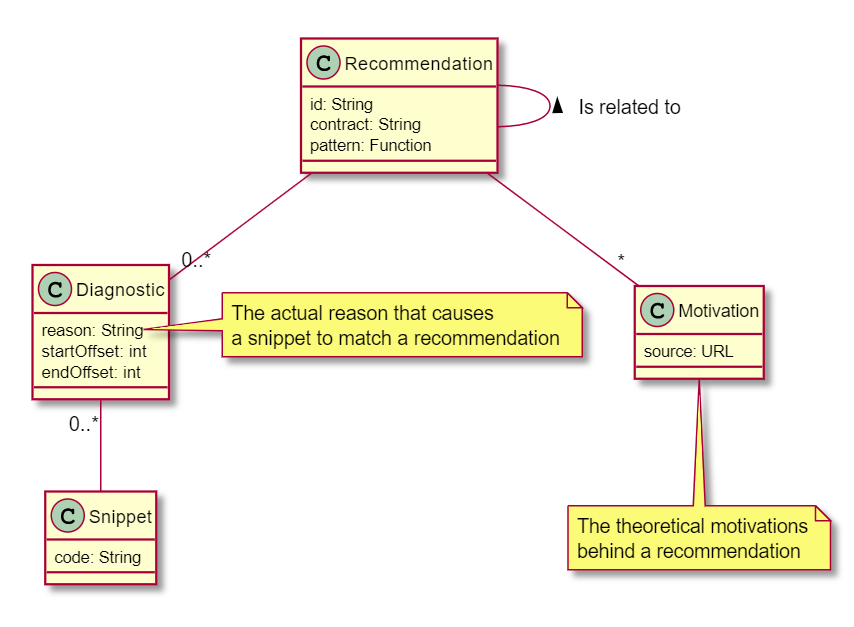 C Recommendation
id: String
contract: String
pattern: Function
Is related to
0..*
*
C Diagnostic
reason: String
startOffset: int
endOffset: int
The actual reason that causes
a snippet to match a recommendation
C Motivation
source: URL
0..*
C Snippet
code: String
The theoretical motivations
behind a recommendation